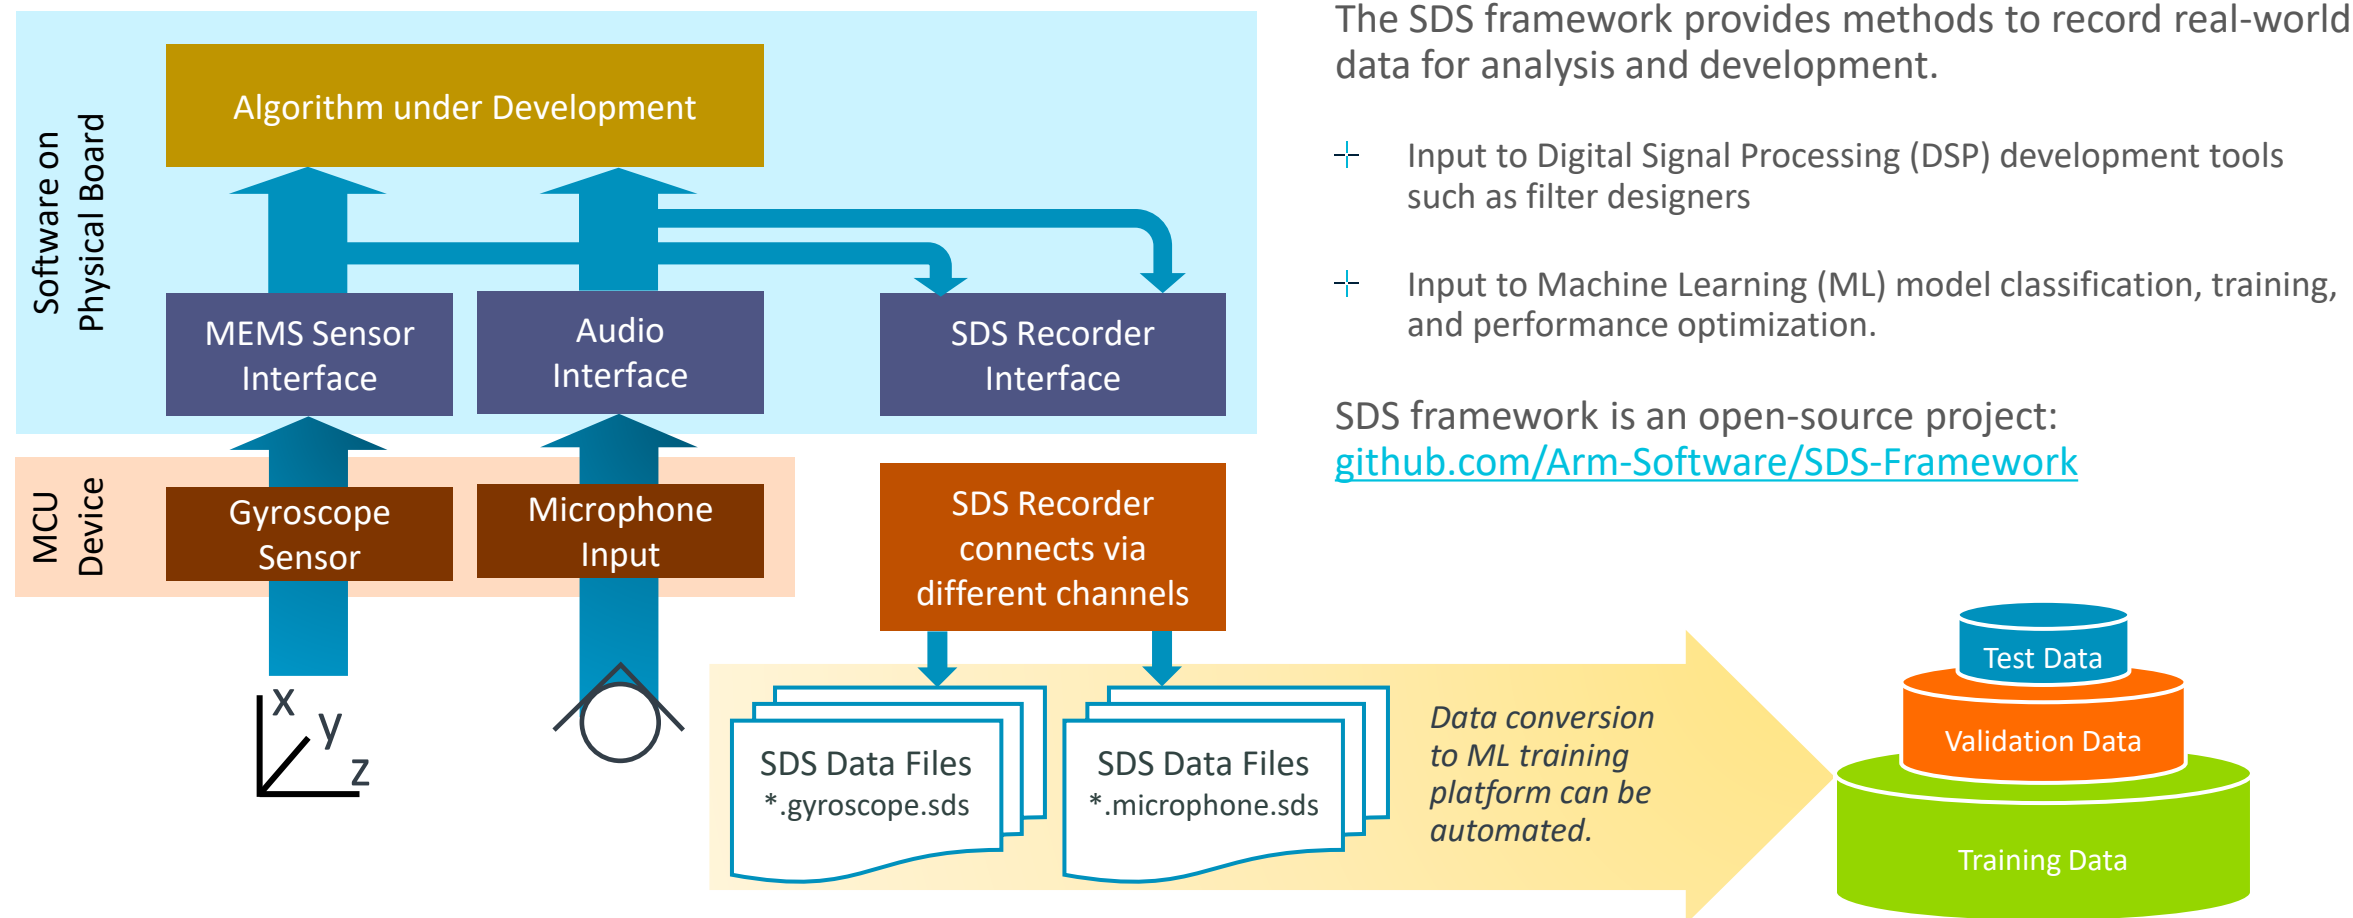 Software on
Physical Board
Algorithm under Development
MEMS Sensor
Interface
Audio
Interface
SDS Recorder
Interface
MCU
Device
Gyroscope
Sensor
Microphone
Input
SDS Recorder
connects via
different channels
x
y
z
SDS Data Files
*.gyroscope.sds
SDS Data Files
*.microphone.sds
Data conversion
to ML training
platform can be
automated.
The SDS framework provides methods to record real-world
data for analysis and development.
Input to Digital Signal Processing (DSP) development tools
such as filter designers
Input to Machine Learning (ML) model classification, training,
and performance optimization.
SDS framework is an open-source project:
github.com/Arm-Software/SDS-Framework
Test Data
Validation Data
Training Data